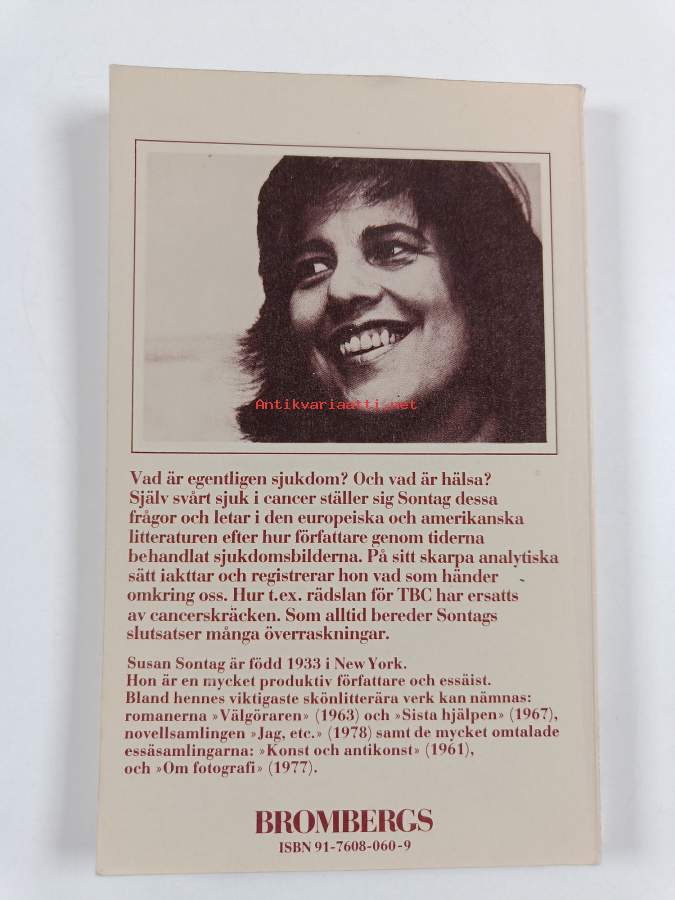 Antikvariaatti.net
Vad är egentligen sjukdom? Och vad är hälsa?
Själv svårt sjuk i cancer ställer sig Sontag dessa
frågor och letar i den europeiska och amerikanska
litteraturen efter hur författare genom tiderna
behandlat sjukdomsbilderna. På sitt skarpa analytiska
sätt iakttar och registrerar hon vad som händer
omkring oss. Hur t.ex. rädslan för TBC har ersatts
av cancerskräcken. Som alltid bereder Sontags
slutsatser många överraskningar.
Susan Sontag är född 1933 i New York.
Hon är en mycket produktiv författare och essäist.
Bland hennes viktigaste skönlitterära verk kan nämnas:
romanerna »Välgöraren» (1963) och »Sista hjälpen» (1967),
novellsamlingen »Jag, etc.» (1978) samt de mycket omtalade
essäsamlingarna: »Konst och antikonst» (1961),
och »Om fotografi» (1977).
BROMBERGS
ISBN 91-7608-060-9